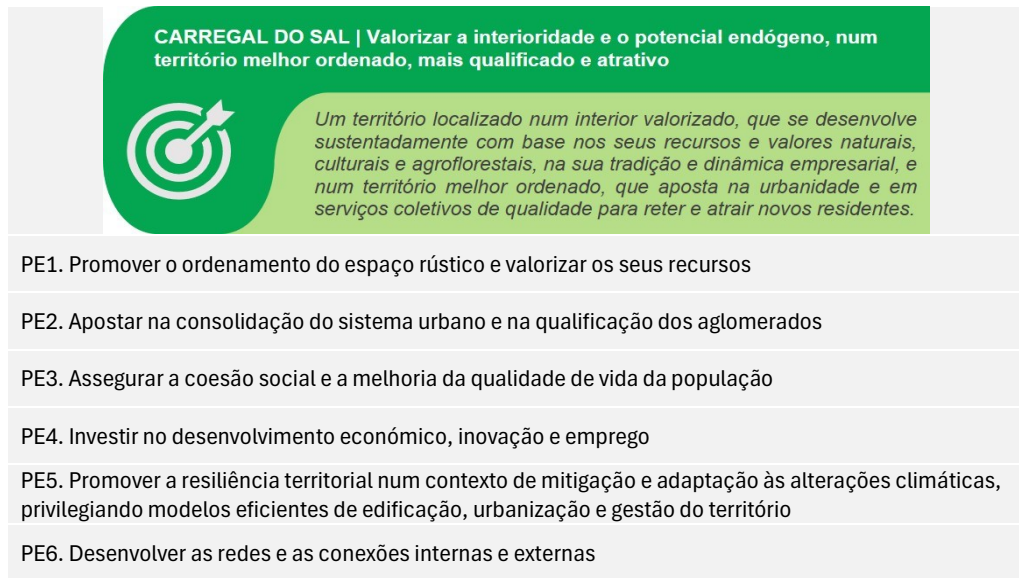 CARREGAL DO SAL | Valorizar a interioridade e o potencial endógeno, num
território melhor ordenado, mais qualificado e atrativo
Um território localizado num interior valorizado, que se desenvolve
sustentadamente com base nos seus recursos e valores naturais,
culturais e agroflorestais, na sua tradição e dinâmica empresarial, e
num território melhor ordenado, que aposta na urbanidade e em
serviços coletivos de qualidade para reter e atrair novos residentes.
PE1. Promover o ordenamento do espaço rústico e valorizar os seus recursos
PE2. Apostar na consolidação do sistema urbano e na qualificação dos aglomerados
PE3. Assegurar a coesão social e a melhoria da qualidade de vida da população
PE4. Investir no desenvolvimento económico, inovação e emprego
PE5. Promover a resiliência territorial num contexto de mitigação e adaptação às alterações climáticas,
privilegiando modelos eficientes de edificação, urbanização e gestão do território
PE6. Desenvolver as redes e as conexões internas e externas